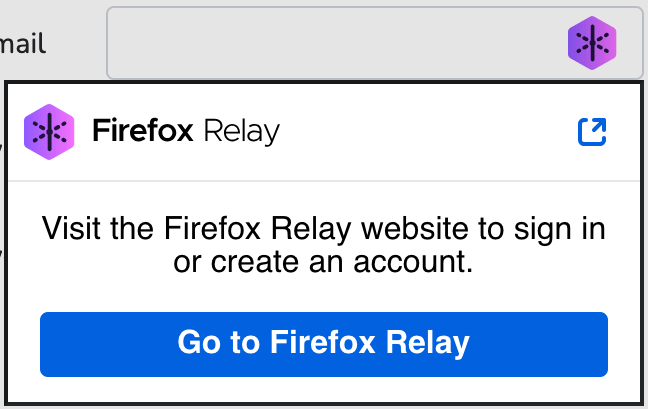 mail
Firefox Relay
Visit the Firefox Relay website to sign in
or create an account.
Go to Firefox Relay